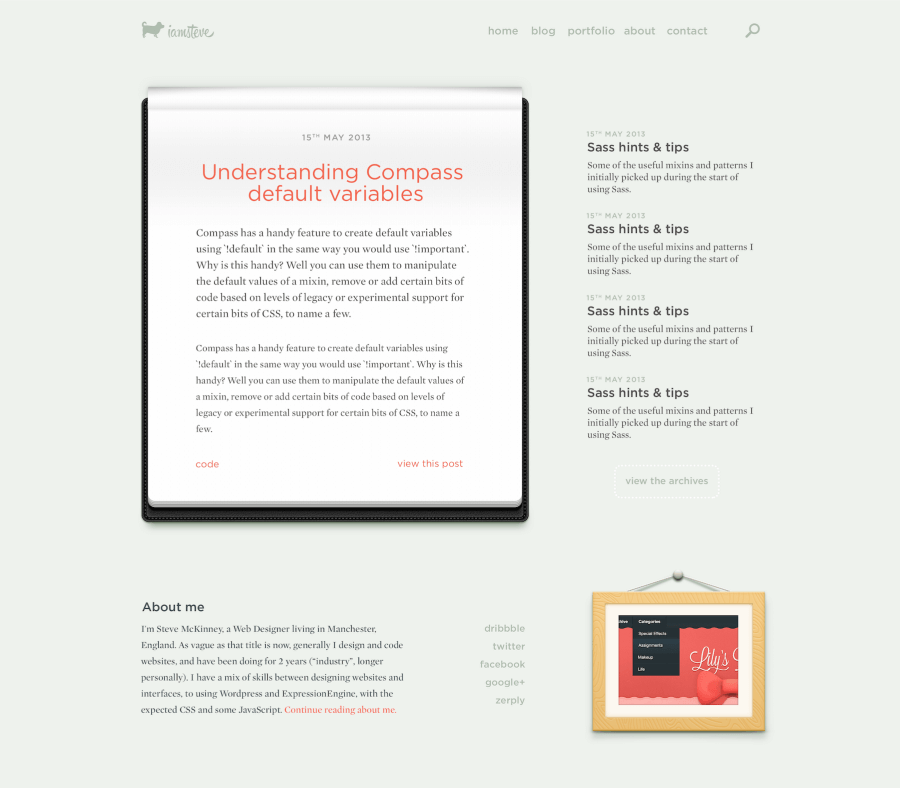 iamsteve
home blog portfolio about contact
15TH MAY 2013
Understanding Compass
default variables
Compass has a handy feature to create default variables
using `!default` in the same way you would use `!important`.
Why is this handy? Well you can use them to manipulate
the default values of a mixin, remove or add certain bits of
code based on levels of legacy or experimental support for
certain bits of CSS, to name a few.
Compass has a handy feature to create default variables using
`!default` in the same way you would use `!important`. Why is this
handy? Well you can use them to manipulate the default values of
a mixin, remove or add certain bits of code based on levels of
legacy or experimental support for certain bits of CSS, to name a
few.
code
view this post
15TH MAY 2013
Sass hints & tips
Some of the useful mixins and patterns I
initially picked up during the start of
using Sass.
15TH MAY 2013
Sass hints & tips
Some of the useful mixins and patterns I
initially picked up during the start of
using Sass.
15TH MAY 2013
Sass hints & tips
Some of the useful mixins and patterns I
initially picked up during the start of
using Sass.
15TH MAY 2013
Sass hints & tips
Some of the useful mixins and patterns I
initially picked up during the start of
using Sass.
view the archives
About me
I'm Steve McKinney, a Web Designer living in Manchester,
England. As vague as that title is now, generally I design and code
websites, and have been doing for 2 years (“industry”, longer
personally). I have a mix of skills between designing websites and
interfaces, to using Wordpress and ExpressionEngine, with the
expected CSS and some JavaScript. Continue reading about me.
dribbble
twitter
facebook
google+
zerply
Categories
Special Effects
Assignments
Makeup
Life
Lily's